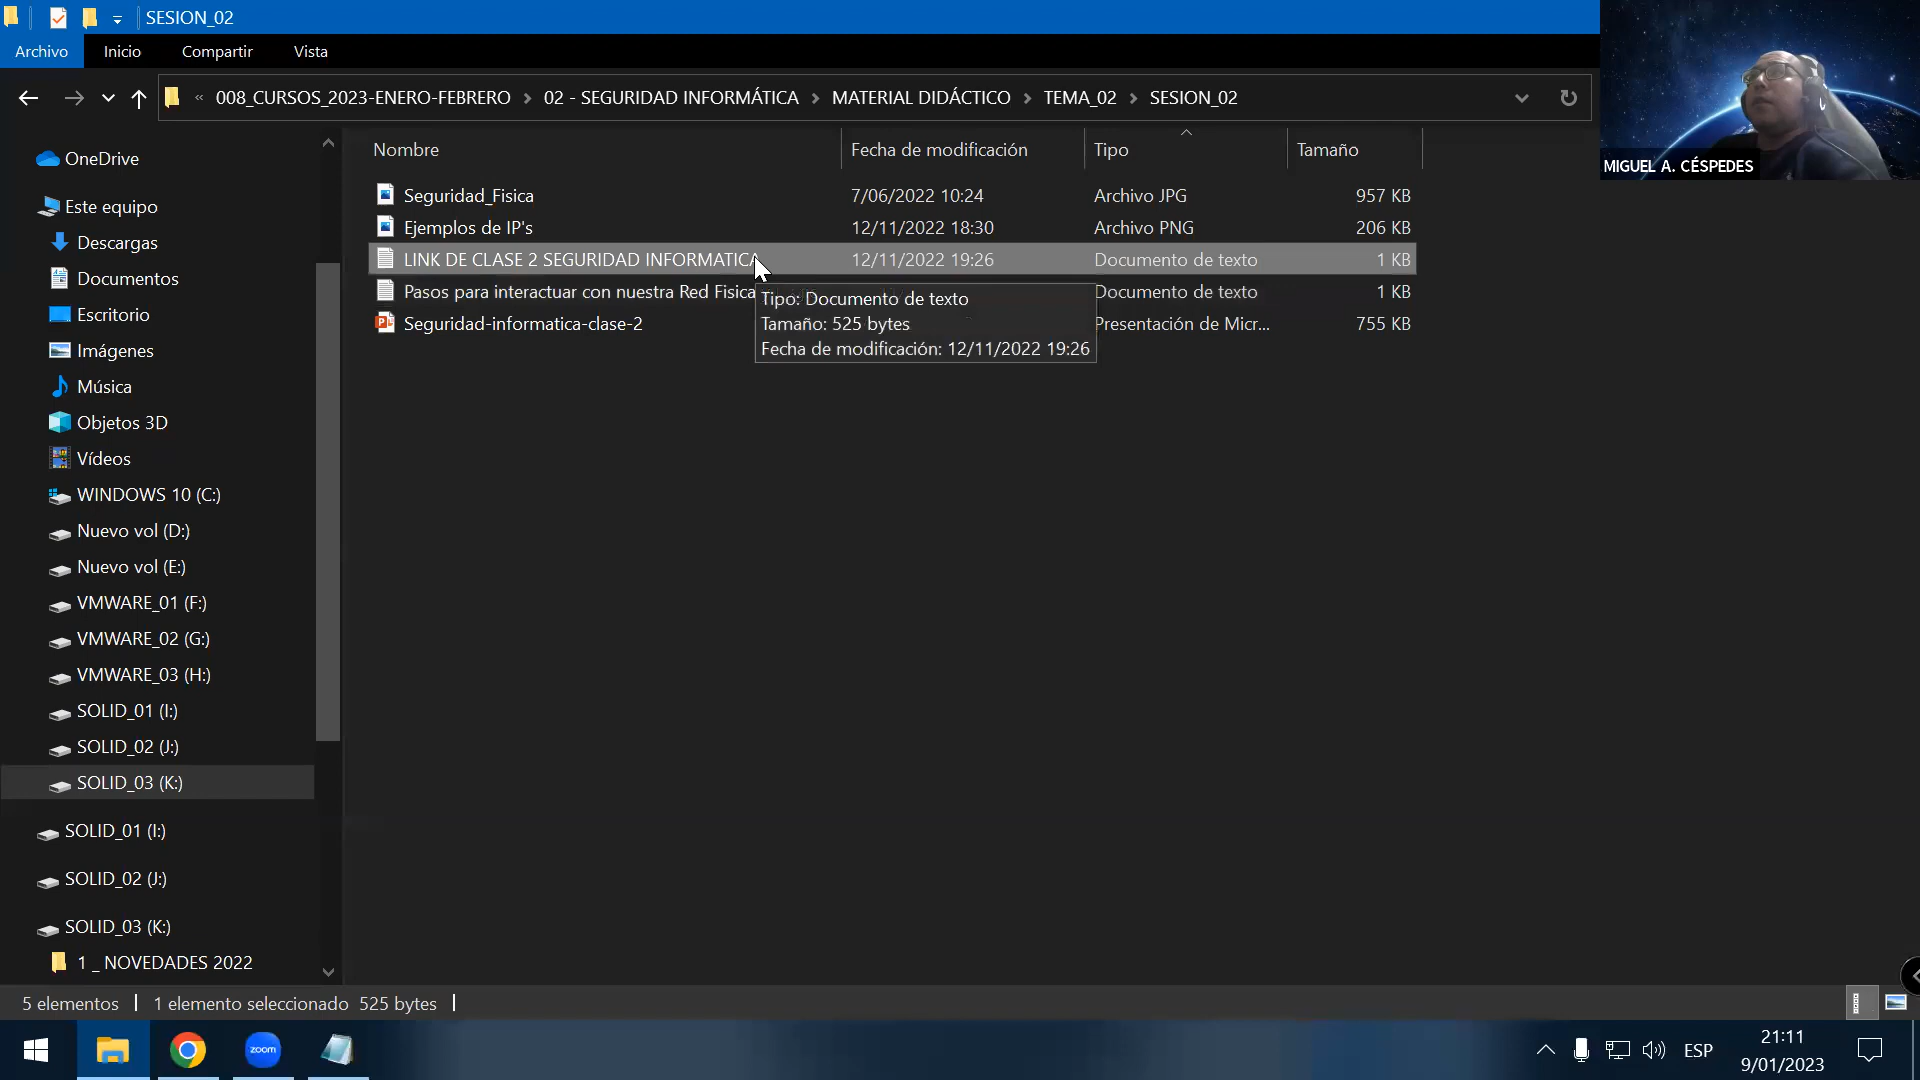 SESION_02
Archivo Inicio Compartir Vista
« 008_CURSOS_2023-ENERO-FEBRERO > 02 - SEGURIDAD INFORMÁTICA > MATERIAL DIDÁCTICO > TEMA_02 > SESION_02
MIGUEL A. CÉSPEDES
Nombre Fecha de modificación Tipo Tamaño
Seguridad_Fisica 7/06/2022 10:24 Archivo JPG 957 KB
Ejemplos de IP's 12/11/2022 18:30 Archivo PNG 206 KB
LINK DE CLASE 2 SEGURIDAD INFORMATICA 12/11/2022 19:26 Documento de texto 1 KB
Pasos para interactuar con nuestra Red Fisica Documento de texto 1 KB
Seguridad-informatica-clase-2 Presentación de Micr... 755 KB
Tipo: Documento de texto
Tamaño: 525 bytes
Fecha de modificación: 12/11/2022 19:26
OneDrive
Este equipo
Descargas
Documentos
Escritorio
Imágenes
Música
Objetos 3D
Vídeos
WINDOWS 10 (C:)
Nuevo vol (D:)
Nuevo vol (E:)
VMWARE_01 (F:)
VMWARE_02 (G:)
VMWARE_03 (H:)
SOLID_01 (I:)
SOLID_02 (J:)
SOLID_03 (K:)
SOLID_01 (I:)
SOLID_02 (J:)
SOLID_03 (K:)
1 _ NOVEDADES 2022
5 elementos 1 elemento seleccionado 525 bytes
zoom
ESP
21:11
9/01/2023